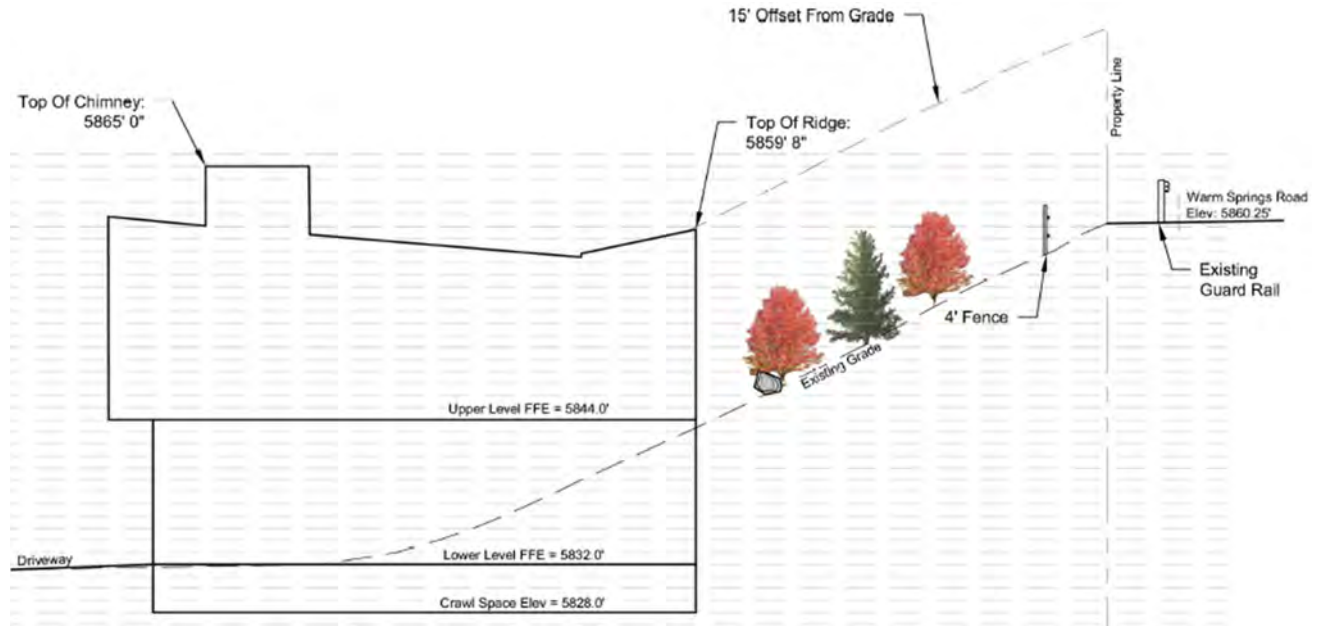 15' Offset From Grade
Property Line
Top Of Chimney:
5865' 0"
Top Of Ridge:
5859' 8"
Warm Springs Road
Elev: 5860.25'
Existing
Guard Rail
4' Fence
Existing Grade
Upper Level FFE = 5844.0'
Driveway
Lower Level FFE = 5832.0'
Crawl Space Elev = 5828.0'